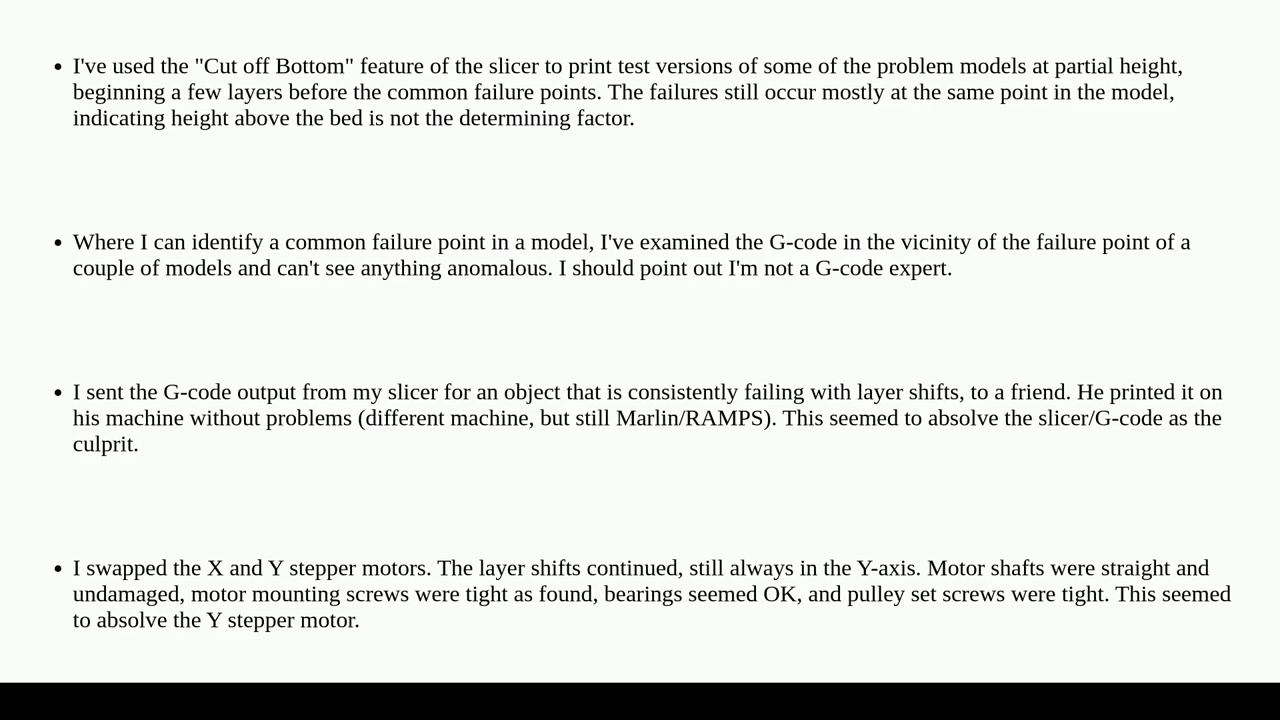 • I've used the "Cut off Bottom" feature of the slicer to print test versions of some of the problem models at partial height,
beginning a few layers before the common failure points. The failures still occur mostly at the same point in the model,
indicating height above the bed is not the determining factor.
• Where I can identify a common failure point in a model, I've examined the G-code in the vicinity of the failure point of a
couple of models and can't see anything anomalous. I should point out I'm not a G-code expert.
• I sent the G-code output from my slicer for an object that is consistently failing with layer shifts, to a friend. He printed it on
his machine without problems (different machine, but still Marlin/RAMPS). This seemed to absolve the slicer/G-code as the
culprit.
• I swapped the X and Y stepper motors. The layer shifts continued, still always in the Y-axis. Motor shafts were straight and
undamaged, motor mounting screws were tight as found, bearings seemed OK, and pulley set screws were tight. This seemed
to absolve the Y stepper motor.